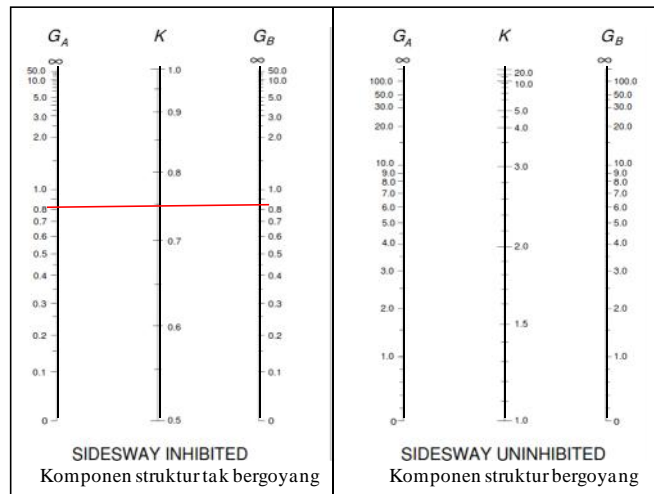 G_A K G_B
∞ ∞
50.0 1.0 50.0
10.0 10.0
5.0 0.9 5.0
3.0 3.0
2.0 2.0
0.8
1.0 1.0
0.8 0.8
0.7 0.7 0.7
0.6 0.6
0.5 0.5
0.4 0.4
0.3 0.3
0.6
0.2 0.2
0.1 0.1
0 0.5 0
SIDESWAY INHIBITED
Komponen struktur tak bergoyang
G_A K G_B
∞ ∞
20.0
100.0 10.0 100.0
50.0 50.0
30.0 5.0 30.0
20.0 4.0 20.0
10.0 3.0 10.0
9.0 9.0
8.0 8.0
7.0 7.0
6.0 6.0
5.0 5.0
4.0 2.0 4.0
3.0 3.0
2.0 2.0
1.5
1.0 1.0
0 1.0 0
SIDESWAY UNINHIBITED
Komponen struktur bergoyang